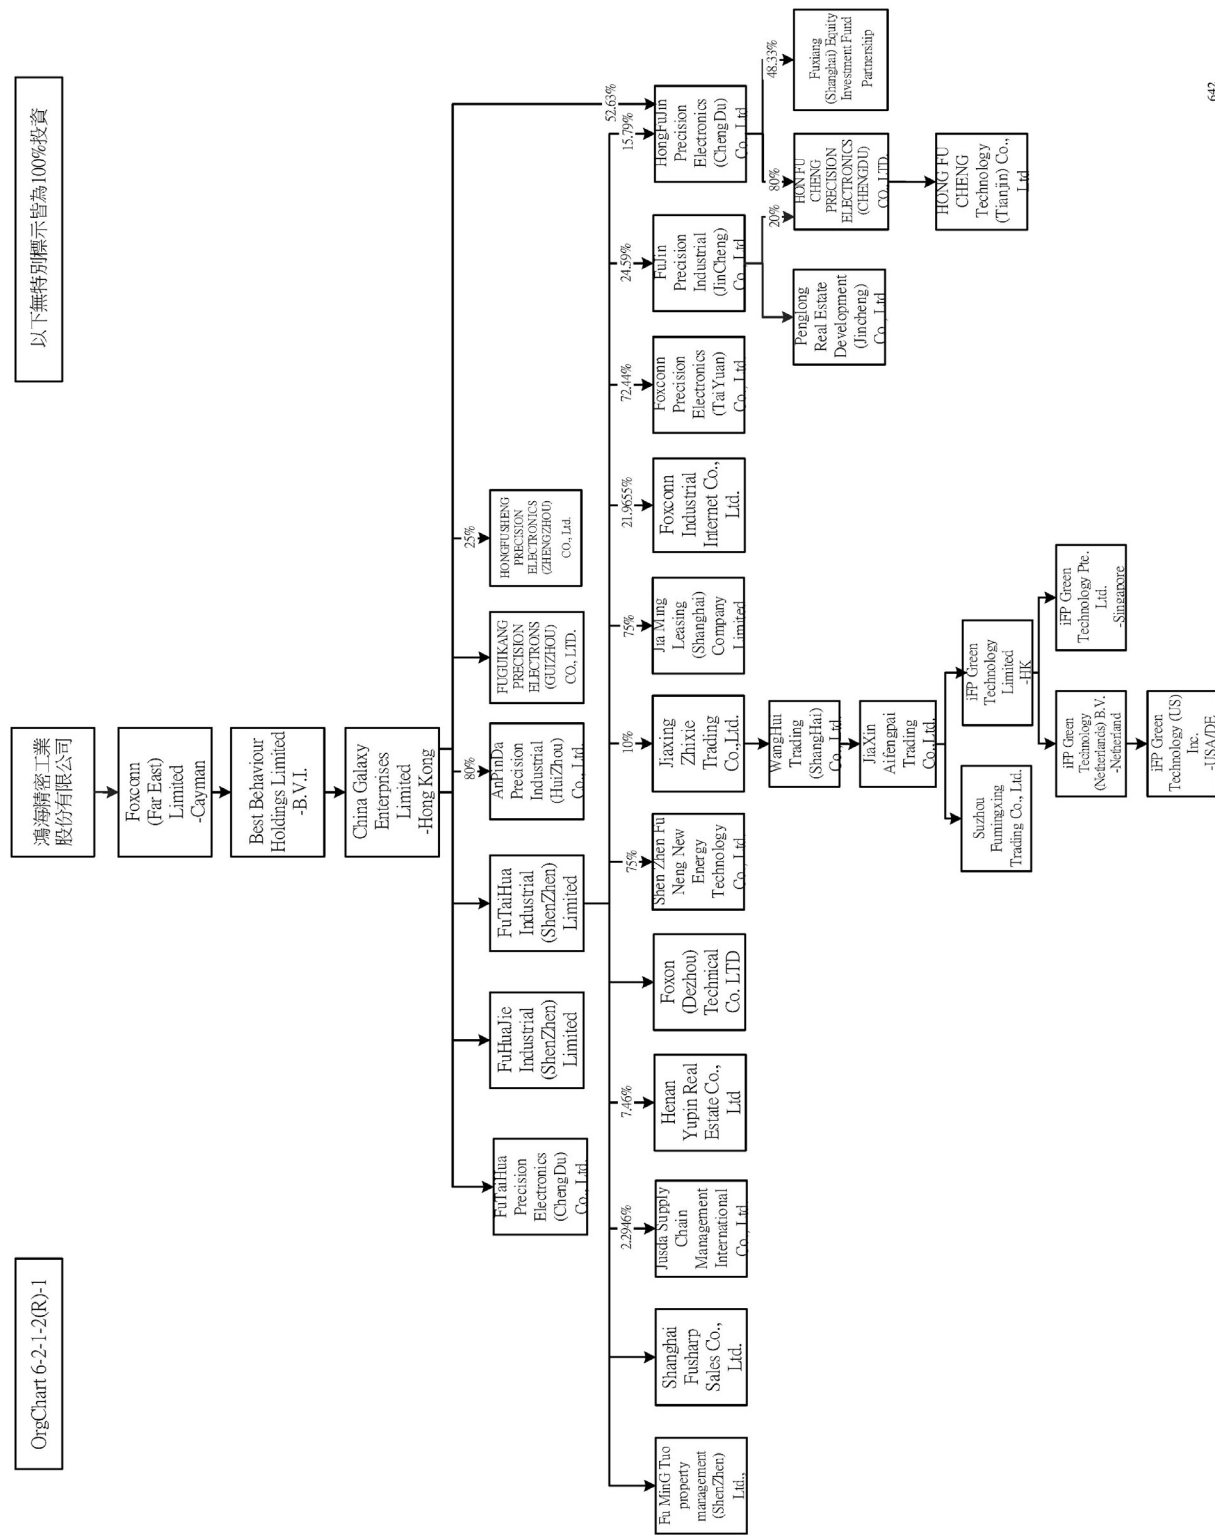 OrgChart 6-2-1-2(R)-1
以下無特別標示皆為100%投資
鴻海精密工業
股份有限公司
Foxconn
(Far East)
Limited
-Cayman
Best Behaviour
Holdings Limited
-B.V.I.
China Galaxy
Enterprises
Limited
-Hong Kong
FuTaiHua
Precision
Electronics
(ChengDu)
Co., Ltd.
FuHuaJie
Industrial
(ShenZhen)
Limited
FuTaiHua
Industrial
(ShenZhen)
Limited
80%
AnPinDa
Precision
Industrial
(HuiZhou)
Co., Ltd.
FUGUIKANG
PRECISION
ELECTRONS
(GUIZHOU)
CO., LTD.
25%
HONGFUSHENG
PRECISION
ELECTRONICS
(ZHENGZHOU)
CO., Ltd.
52.63%
Fu MinG Tuo
property
management
(ShenZhen)
Ltd.,
Shanghai
Fusharp
Sales Co.,
Ltd.
2.2946%
Jusda Supply
Chain
Management
International
Co., Ltd
7.46%
Henan
Yupin Real
Estate Co.,
Ltd
Foxon
(Dezhou)
Technical
Co. LTD
75%
Shen Zhen Fu
Neng New
Energy
Technology
Co., Ltd
10%
Jiaxing
Zhixie
Trading
Co.,Ltd.
75%
Jia Ming
Leasing
(Shanghai)
Company
Limited
21.9655%
Foxconn
Industrial
Internet Co.,
Ltd.
72.44%
Foxconn
Precision
Electronics
(TaiYuan)
Co., Ltd
24.59%
FuJin
Precision
Industrial
(JinCheng)
Co., Ltd
15.79%
HongFuJin
Precision
Electronics
(ChengDu)
Co., Ltd
WangHui
Trading
(ShangHai)
Co., Ltd
Penglong
Real Estate
Development
(Jincheng)
Co., Ltd
20%
80%
HON FU
CHENG
PRECISION
ELECTRONICS
(CHENGDU)
CO., LTD.
48.33%
Fuxiang
(Shanghai) Equity
Investment Fund
Partnership
JiaXin
Aifengpai
Trading
Co.,Ltd.
HONG FU
CHENG
Technology
(Tianjin) Co.,
Ltd
Suzhou
Fumingxing
Trading Co., Ltd.
iFP Green
Technology
Limited
-HK
iFP Green
Technology
(Netherlands) B.V.
-Netherland
iFP Green
Technology Pte.
Ltd.
-Singapore
iFP Green
Technology (US)
Inc.
-USA/DE
642